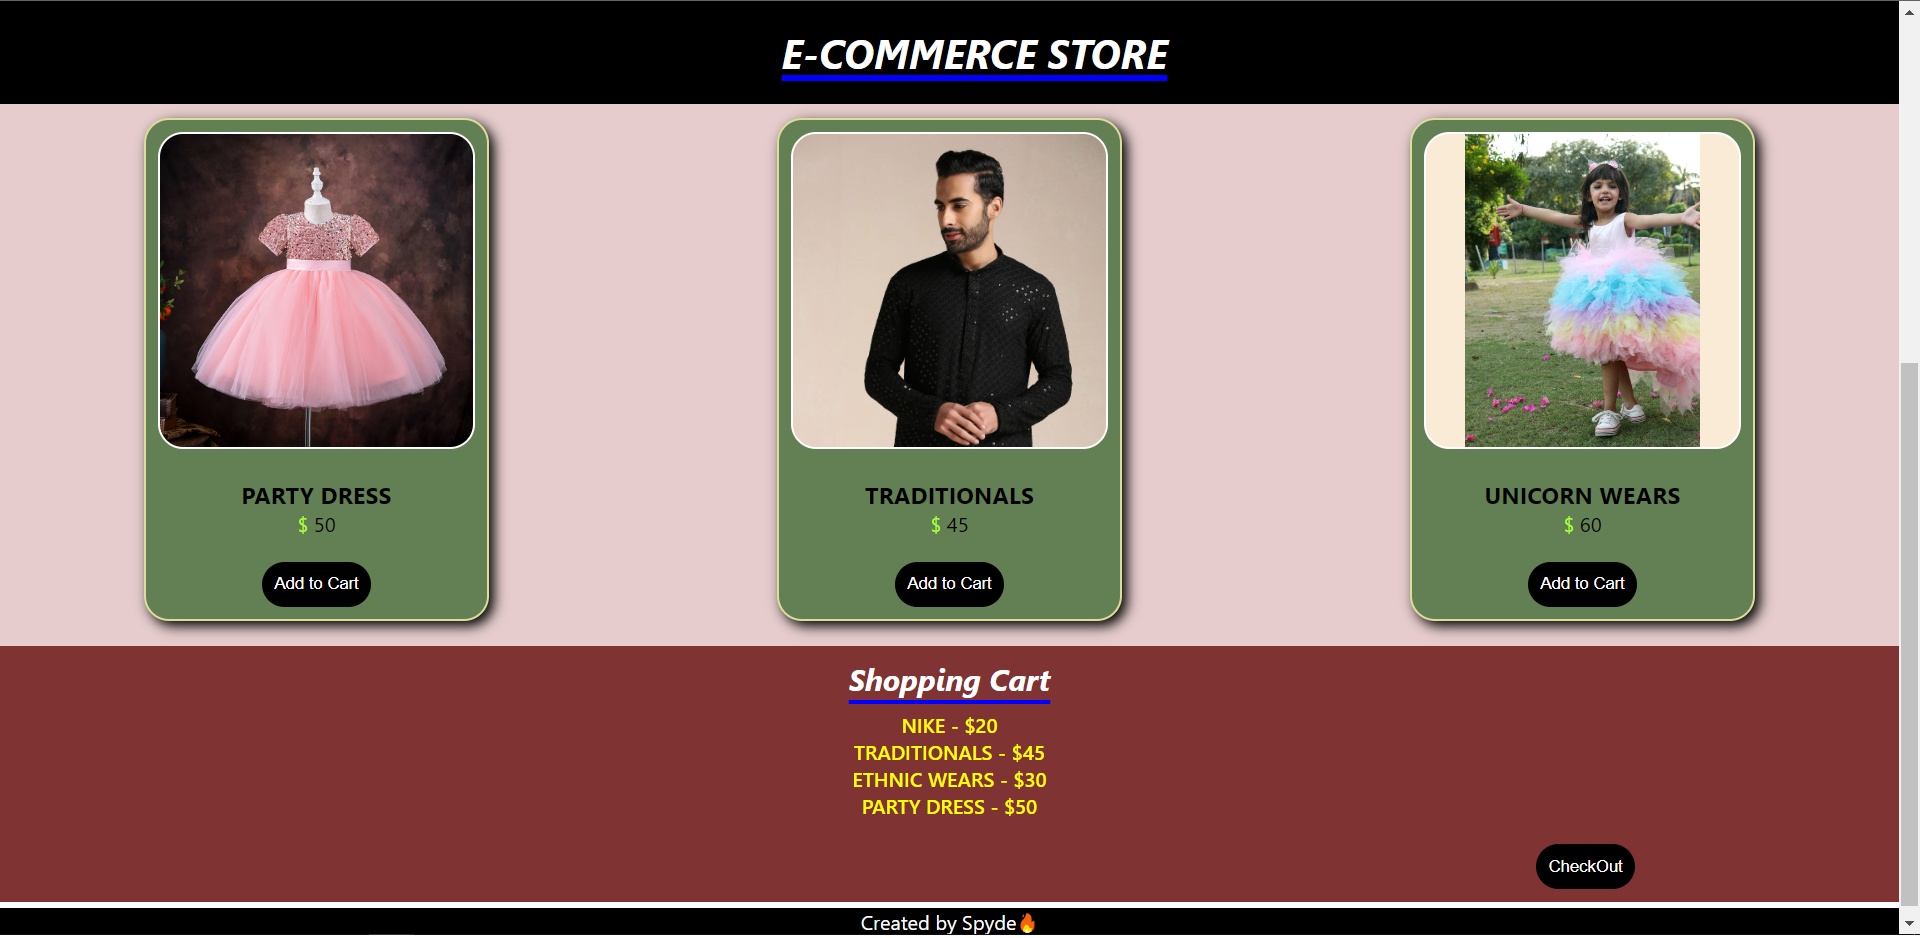 E-COMMERCE STORE
PARTY DRESS
$ 50
Add to Cart
TRADITIONALS
$ 45
Add to Cart
UNICORN WEARS
$ 60
Add to Cart
Shopping Cart
NIKE - $20
TRADITIONALS - $45
ETHNIC WEARS - $30
PARTY DRESS - $50
CheckOut
Created by Spyde🔥